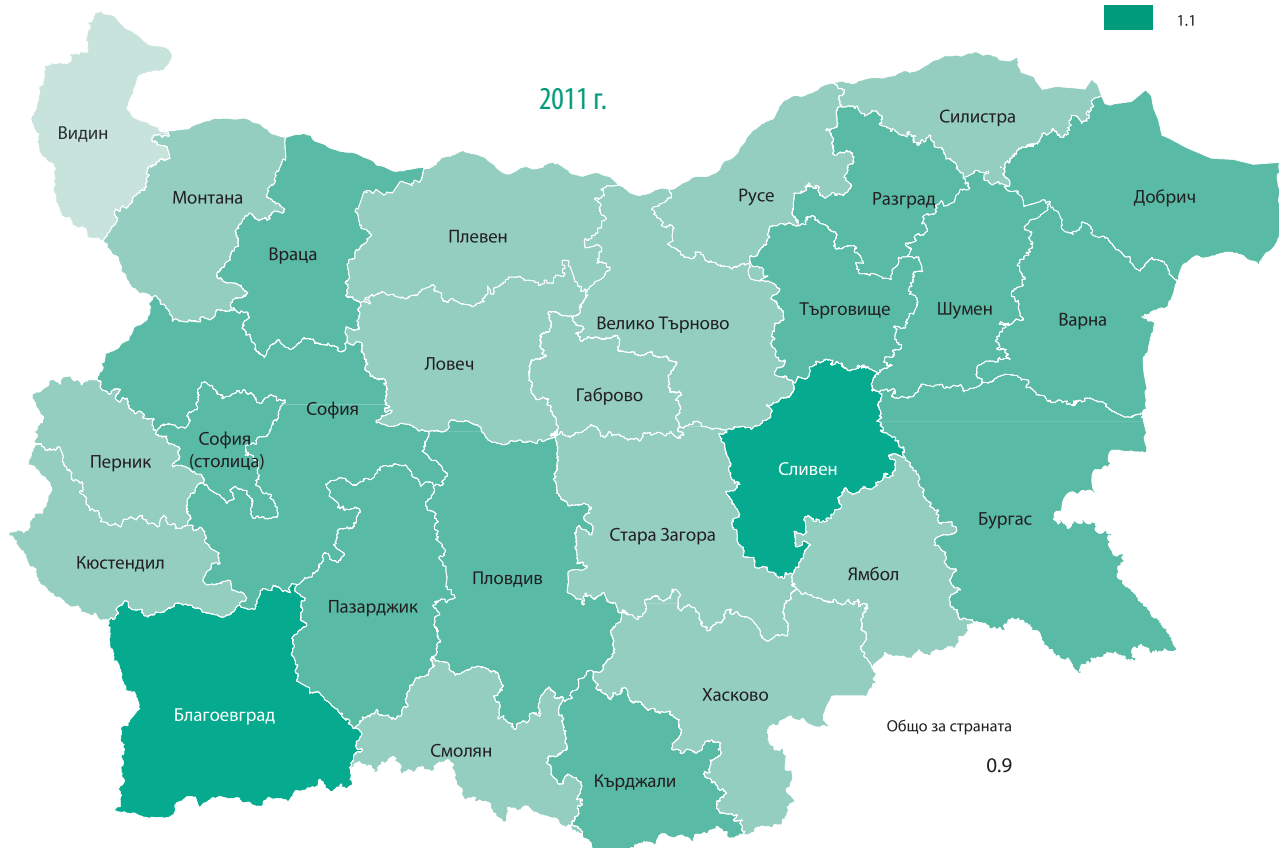 1.1
2011 г.
Видин
Силистра
Монтана
Русе
Разград
Добрич
Плевен
Враца
Велико Търново
Търговище
Шумен
Варна
Ловеч
Габрово
София
София
(столица)
Перник
Сливен
Бургас
Стара Загора
Кюстендил
Ямбол
Пловдив
Пазарджик
Хасково
Благоевград
Смолян
Кърджали
Общо за страната
0.9